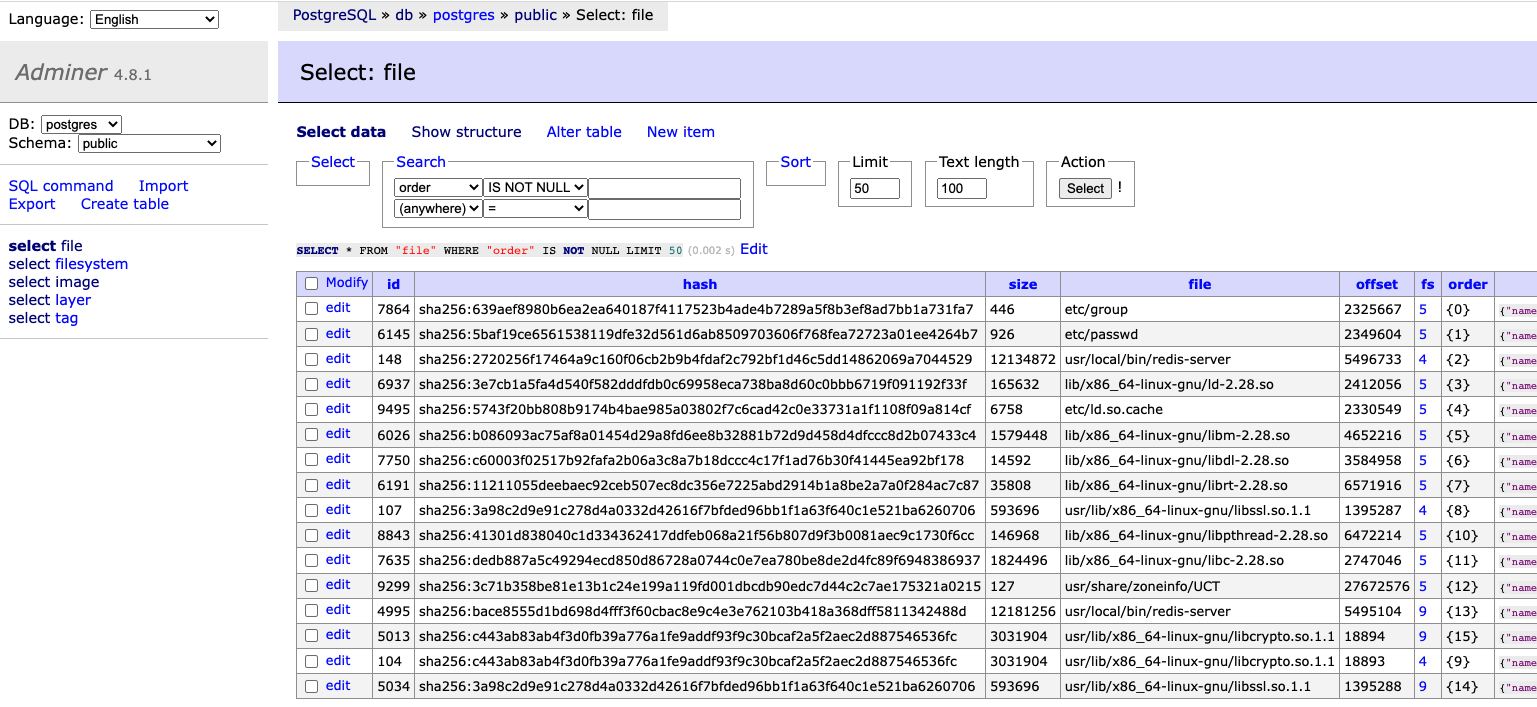 Language: English
PostgreSQL » db » postgres » public » Select: file
Adminer 4.8.1
Select: file
DB: postgres
Schema: public
SQL command Import
Export Create table
select file
select filesystem
select image
select layer
select tag
Select data Show structure Alter table New item
Select Search Sort Limit Text length Action
order IS NOT NULL 50 100 Select !
(anywhere) =
SELECT * FROM "file" WHERE "order" IS NOT NULL LIMIT 50 (0.002 s) Edit
Modify id hash size file offset fs order
edit 7864 sha256:639aef8980b6ea2ea640187f4117523b4ade4b7289a5f8b3ef8ad7bb1a731fa7 446 etc/group 2325667 5 {0} {"name
edit 6145 sha256:5baf19ce6561538119dfe32d561d6ab8509703606f768fea72723a01ee4264b7 926 etc/passwd 2349604 5 {1} {"name
edit 148 sha256:2720256f17464a9c160f06cb2b9b4fdaf2c792bf1d46c5dd14862069a7044529 12134872 usr/local/bin/redis-server 5496733 4 {2} {"name
edit 6937 sha256:3e7cb1a5fa4d540f582dddfdb0c69958eca738ba8d60c0bbb6719f091192f33f 165632 lib/x86_64-linux-gnu/ld-2.28.so 2412056 5 {3} {"name
edit 9495 sha256:5743f20bb808b9174b4bae985a03802f7c6cad42c0e33731a1f1108f09a814cf 6758 etc/ld.so.cache 2330549 5 {4} {"name
edit 6026 sha256:b086093ac75af8a01454d29a8fd6ee8b32881b72d9d458d4dfccc8d2b07433c4 1579448 lib/x86_64-linux-gnu/libm-2.28.so 4652216 5 {5} {"name
edit 7750 sha256:c60003f02517b92fafa2b06a3c8a7b18dccc4c17f1ad76b30f41445ea92bf178 14592 lib/x86_64-linux-gnu/libdl-2.28.so 3584958 5 {6} {"name
edit 6191 sha256:11211055deebaec92ceb507ec8dc356e7225abd2914b1a8be2a7a0f284ac7c87 35808 lib/x86_64-linux-gnu/librt-2.28.so 6571916 5 {7} {"name
edit 107 sha256:3a98c2d9e91c278d4a0332d42616f7bfded96bb1f1a63f640c1e521ba6260706 593696 usr/lib/x86_64-linux-gnu/libssl.so.1.1 1395287 4 {8} {"name
edit 8843 sha256:41301d838040c1d334362417ddfeb068a21f56b807d9f3b0081aec9c1730f6cc 146968 lib/x86_64-linux-gnu/libpthread-2.28.so 6472214 5 {10} {"name
edit 7635 sha256:dedb887a5c49294ecd850d86728a0744c0e7ea780be8de2d4fc89f6948386937 1824496 lib/x86_64-linux-gnu/libc-2.28.so 2747046 5 {11} {"name
edit 9299 sha256:3c71b358be81e13b1c24e199a119fd001dbcdb90edc7d44c2c7ae175321a0215 127 usr/share/zoneinfo/UCT 27672576 5 {12} {"name
edit 4995 sha256:bace8555d1bd698d4fff3f60cbac8e9c4e3e762103b418a368dff5811342488d 12181256 usr/local/bin/redis-server 5495104 9 {13} {"name
edit 5013 sha256:c443ab83ab4f3d0fb39a776a1fe9addf93f9c30bcaf2a5f2aec2d887546536fc 3031904 usr/lib/x86_64-linux-gnu/libcrypto.so.1.1 18894 9 {15} {"name
edit 104 sha256:c443ab83ab4f3d0fb39a776a1fe9addf93f9c30bcaf2a5f2aec2d887546536fc 3031904 usr/lib/x86_64-linux-gnu/libcrypto.so.1.1 18893 4 {9} {"name
edit 5034 sha256:3a98c2d9e91c278d4a0332d42616f7bfded96bb1f1a63f640c1e521ba6260706 593696 usr/lib/x86_64-linux-gnu/libssl.so.1.1 1395288 9 {14} {"name